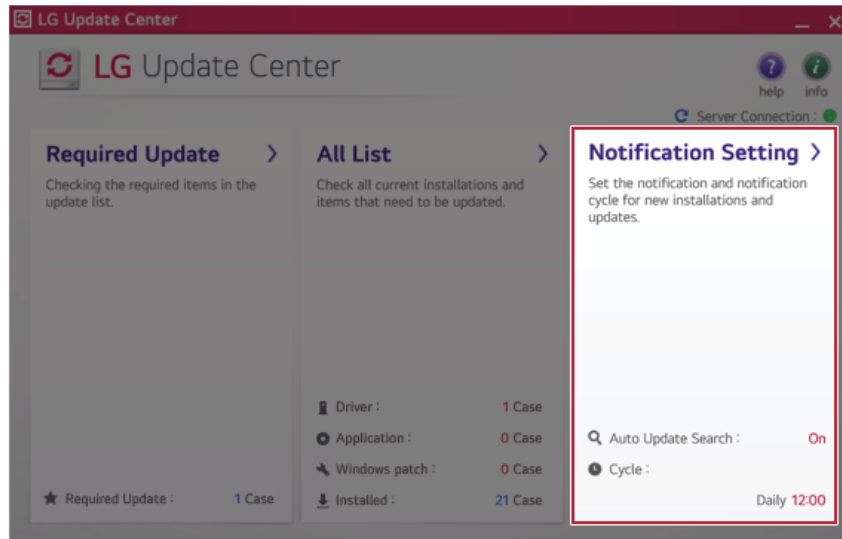 LG Update Center
LG Update Center
help info
Server Connection :
Required Update
Checking the required items in the
update list.
Required Update : 1 Case
All List
Check all current installations and
items that need to be updated.
Driver : 1 Case
Application : 0 Case
Windows patch : 0 Case
Installed : 21 Case
Notification Setting
Set the notification and notification
cycle for new installations and
updates.
Auto Update Search : On
Cycle :
Daily 12:00